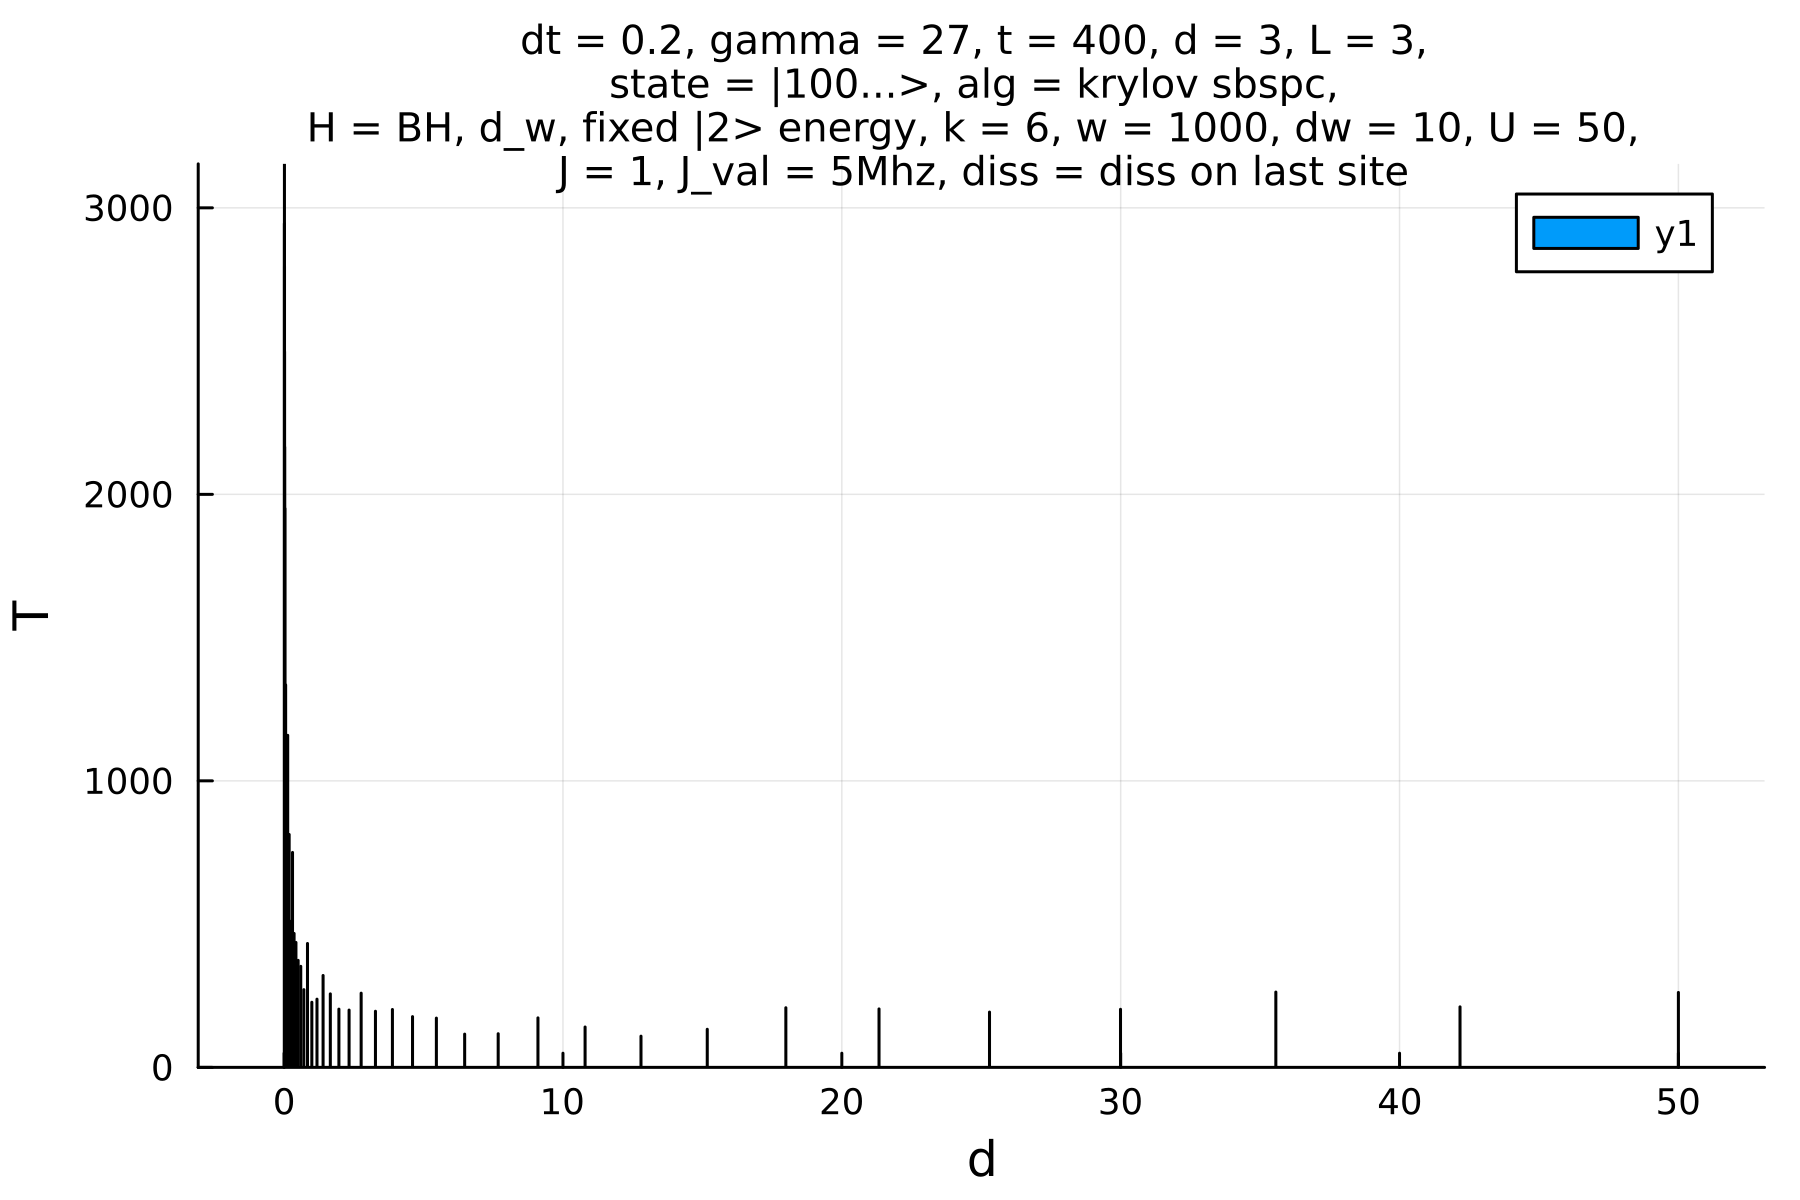 dt = 0.2, gamma = 27, t = 400, d = 3, L = 3,
state = |100...>, alg = krylov sbspc,
H = BH, d_w, fixed |2> energy, k = 6, w = 1000, dw = 10, U = 50,
J = 1, J_val = 5Mhz, diss = diss on last site
y1
3000
2000
1000
0
T
0 10 20 30 40 50
d